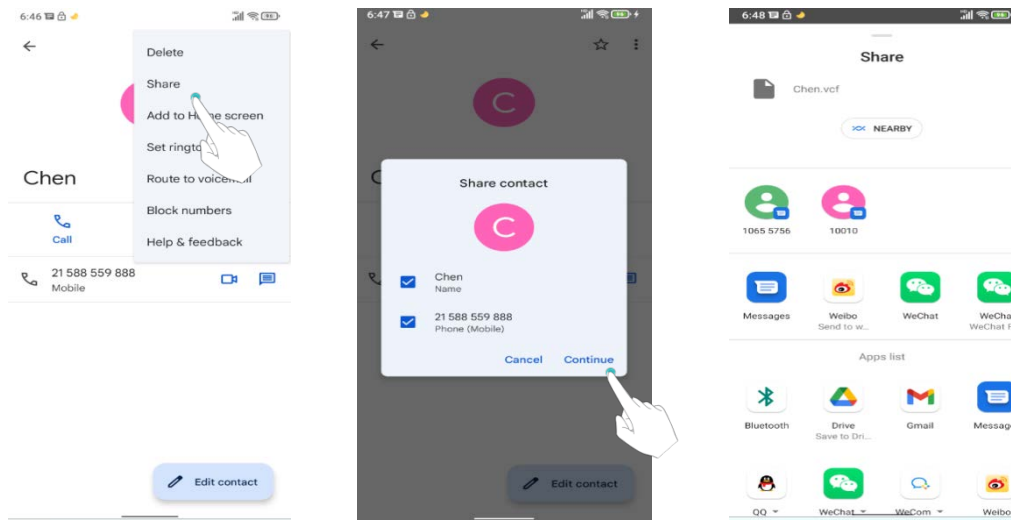 6:46
Delete
Share
Add to Home screen
Set ringto
Route to voicemail
Block numbers
Help & feedback
Chen
Call
21 588 559 888
Mobile
Edit contact
6:47
C
Share contact
C
Chen
Name
21 588 559 888
Phone (Mobile)
Cancel Continue
Edit contact
6:48
Share
Chen.vcf
NEARBY
1065 5756 10010
Messages Weibo WeChat WeCha
Send to w... WeChat F
Apps list
Bluetooth Drive Gmail Message
Save to Dri...
QQ WeChat WeCom Weibo